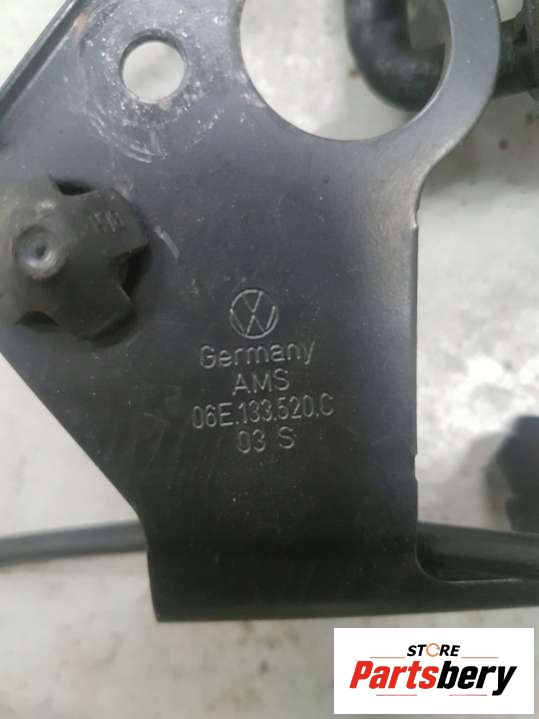 Germany
AMS
06E.133.520.C
03 S
STORE
Partsbery